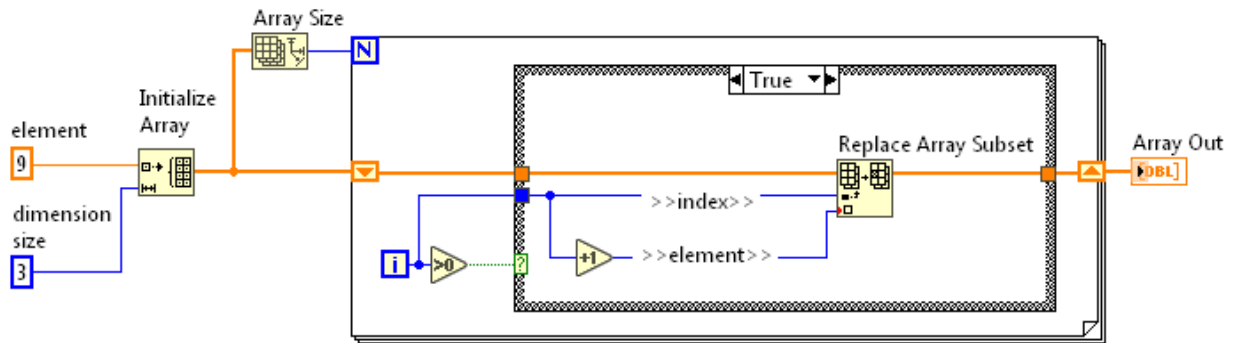 Array Size
N
True
Initialize
Array
element
9
Replace Array Subset
Array Out
DBL]
>>index>>
dimension
size
3
i
>0
?
+1
>>element>>